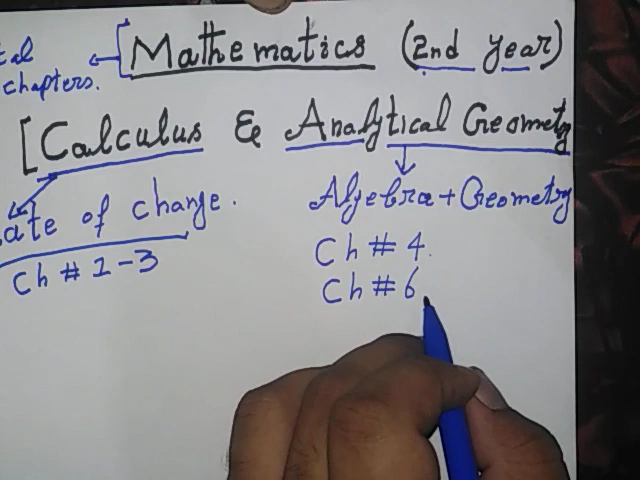 Mathematics (2nd year)
chapters.
[Calculus & Analytical Geometry
ate of change.
Algebra + Geometry
Ch # 1-3
Ch # 4.
Ch # 6